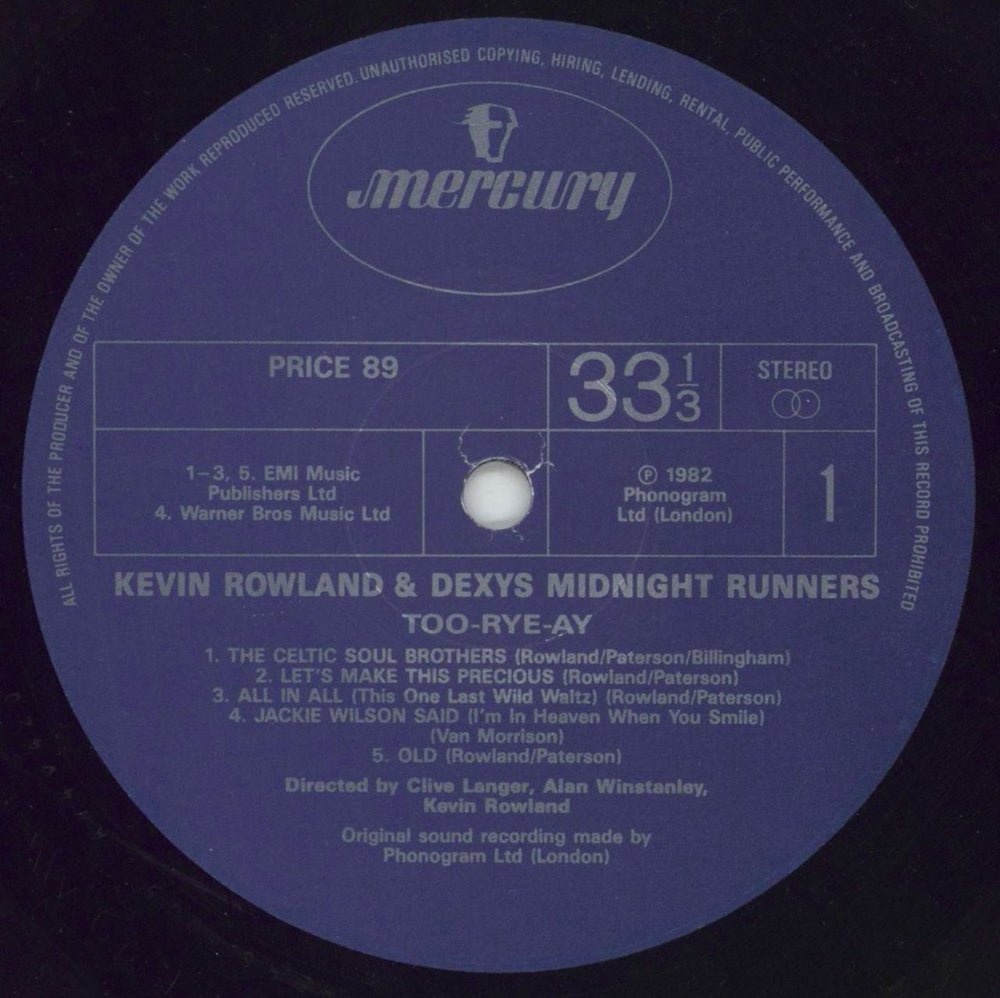 ALL RIGHTS OF THE PRODUCER AND OF THE OWNER OF THE WORK REPRODUCED RESERVED. UNAUTHORISED COPYING, HIRING, LENDING, RENTAL, PUBLIC PERFORMANCE AND BROADCASTING OF THIS RECORD PROHIBITED
mercury
PRICE 89
33 1/3
STEREO
1-3, 5. EMI Music
Publishers Ltd
4. Warner Bros Music Ltd
℗ 1982
Phonogram
Ltd (London)
1
KEVIN ROWLAND & DEXYS MIDNIGHT RUNNERS
TOO-RYE-AY
1. THE CELTIC SOUL BROTHERS (Rowland/Paterson/Billingham)
2. LET'S MAKE THIS PRECIOUS (Rowland/Paterson)
3. ALL IN ALL (This One Last Wild Waltz) (Rowland/Paterson)
4. JACKIE WILSON SAID (I'm In Heaven When You Smile)
(Van Morrison)
5. OLD (Rowland/Paterson)
Directed by Clive Langer, Alan Winstanley,
Kevin Rowland
Original sound recording made by
Phonogram Ltd (London)